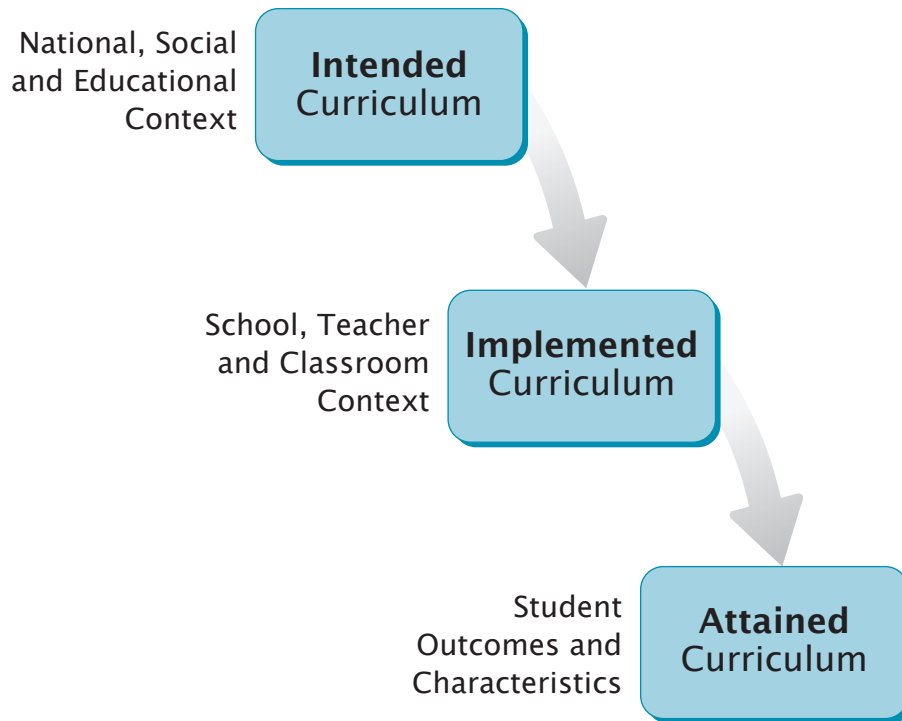 National, Social
and Educational
Context
Intended
Curriculum
School, Teacher
and Classroom
Context
Implemented
Curriculum
Student
Outcomes and
Characteristics
Attained
Curriculum